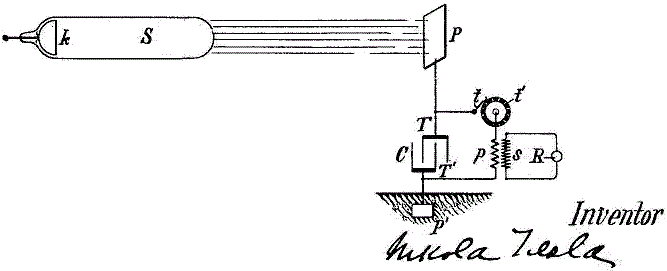 k S P
t t'
T
C p s R
T'
P'
Inventor
Nikola Tesla